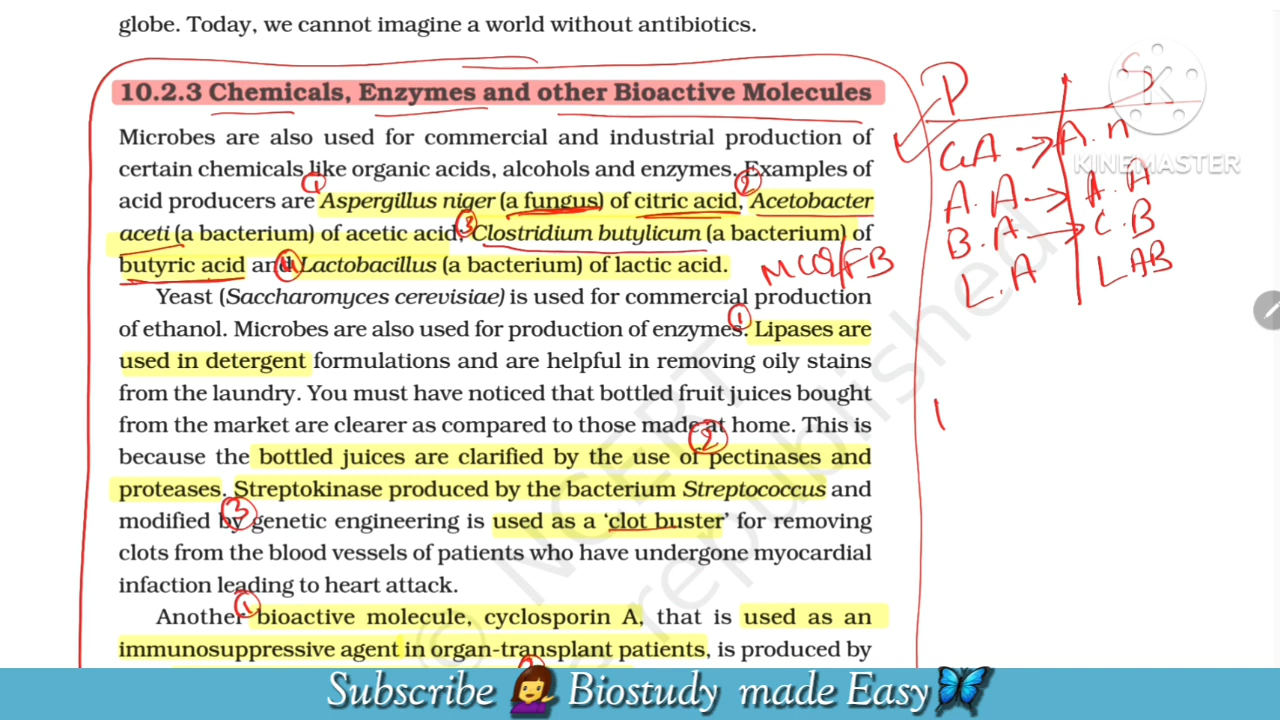 globe. Today, we cannot imagine a world without antibiotics.
10.2.3 Chemicals, Enzymes and other Bioactive Molecules
Microbes are also used for commercial and industrial production of
certain chemicals like organic acids, alcohols and enzymes. Examples of
acid producers are Aspergillus niger (a fungus) of citric acid, Acetobacter
aceti (a bacterium) of acetic acid, Clostridium butylicum (a bacterium) of
butyric acid and Lactobacillus (a bacterium) of lactic acid.
Yeast (Saccharomyces cerevisiae) is used for commercial production
of ethanol. Microbes are also used for production of enzymes. Lipases are
used in detergent formulations and are helpful in removing oily stains
from the laundry. You must have noticed that bottled fruit juices bought
from the market are clearer as compared to those made at home. This is
because the bottled juices are clarified by the use of pectinases and
proteases. Streptokinase produced by the bacterium Streptococcus and
modified by genetic engineering is used as a ‘clot buster’ for removing
clots from the blood vessels of patients who have undergone myocardial
infaction leading to heart attack.
Another bioactive molecule, cyclosporin A, that is used as an
immunosuppressive agent in organ-transplant patients, is produced by
1
2
3
4
1
2
3
1
P S
C.A → A.n
A.A → A.A
B.A → C.B
L.A LAB
MCQ/FB
K
KINEMASTER
© NCERT
republished
Subscribe 💁‍♀️ Biostudy made Easy🦋